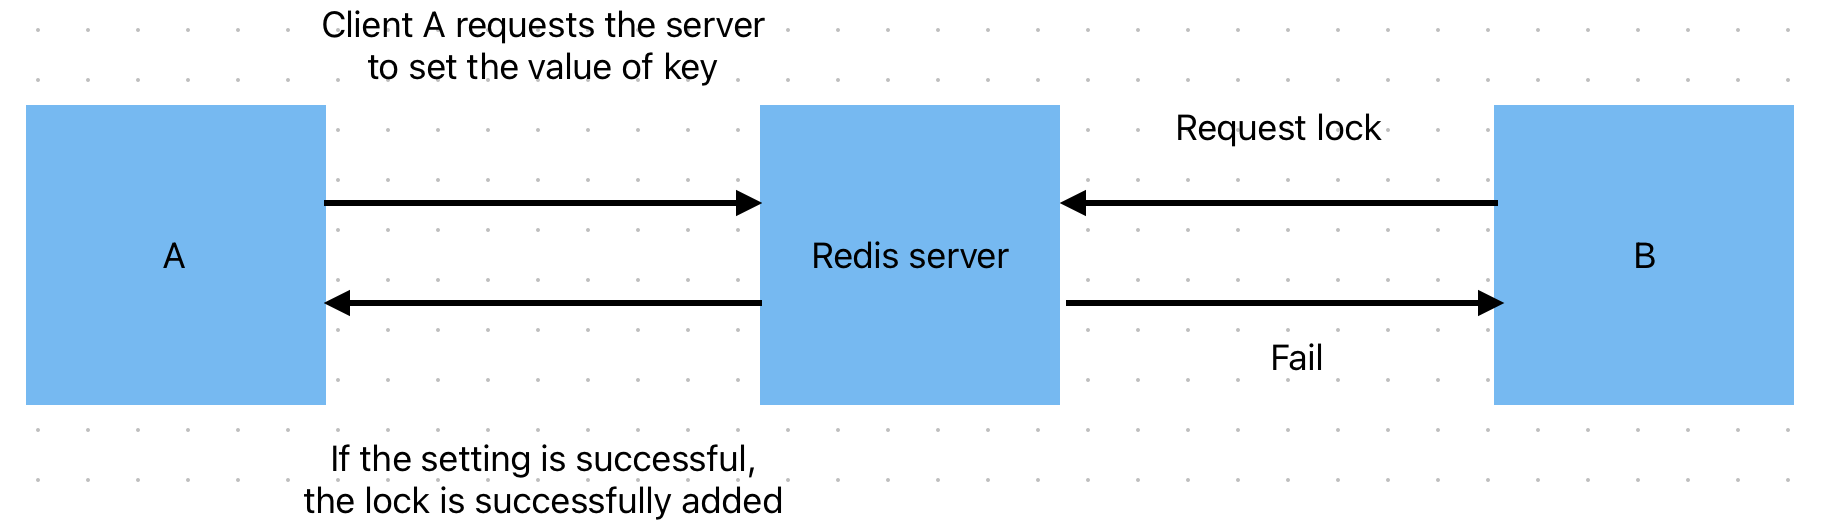 Client A requests the server
to set the value of key
Request lock
A
Redis server
B
Fail
If the setting is successful,
the lock is successfully added